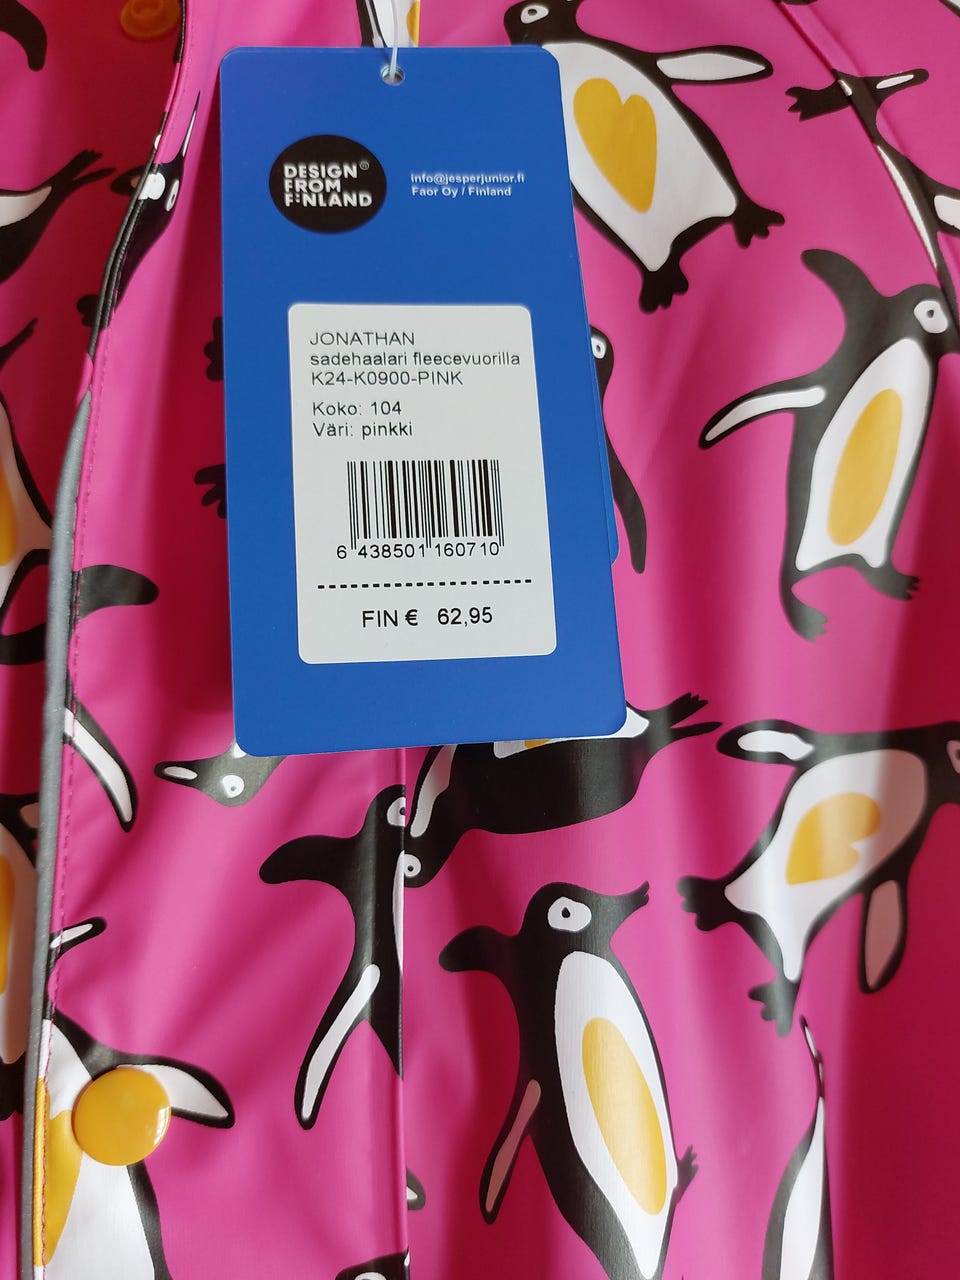 DESIGN®
FROM
FINLAND
info@jesperjunior.fi
Faor Oy / Finland
JONATHAN
sadehaalari fleecevuorilla
K24-K0900-PINK
Koko: 104
Väri: pinkki
6 438501 160710
FIN € 62,95